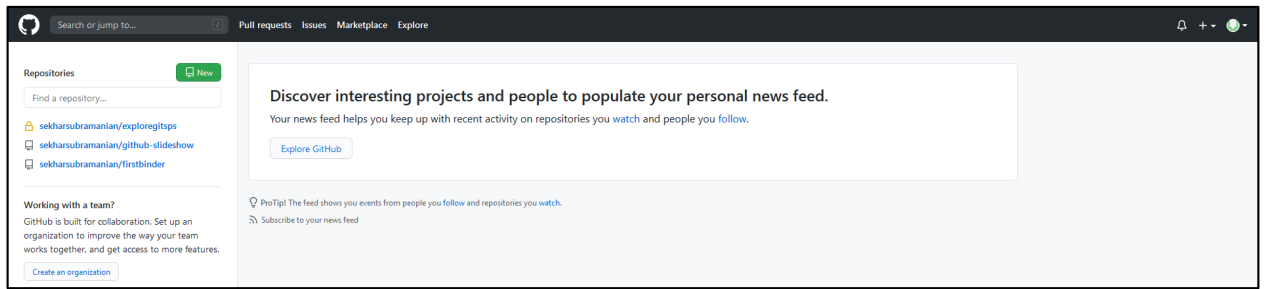 Search or jump to... /
Pull requests Issues Marketplace Explore
Repositories
New
Find a repository...
sekharsubramanian/exploregitsps
sekharsubramanian/github-slideshow
sekharsubramanian/firstbinder
Working with a team?
GitHub is built for collaboration. Set up an
organization to improve the way your team
works together, and get access to more features.
Create an organization
Discover interesting projects and people to populate your personal news feed.
Your news feed helps you keep up with recent activity on repositories you watch and people you follow.
Explore GitHub
ProTip! The feed shows you events from people you follow and repositories you watch.
Subscribe to your news feed